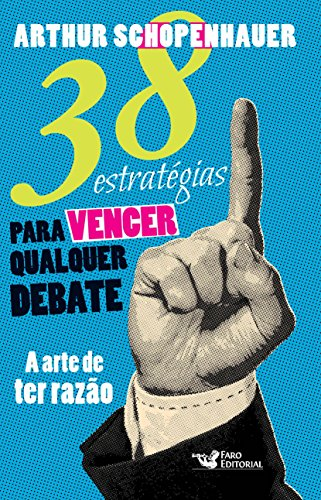 ARTHUR SCHOPENHAUER
38
estratégias
PARA VENCER
QUALQUER
DEBATE
A arte de
ter razão
FARO
EDITORIAL